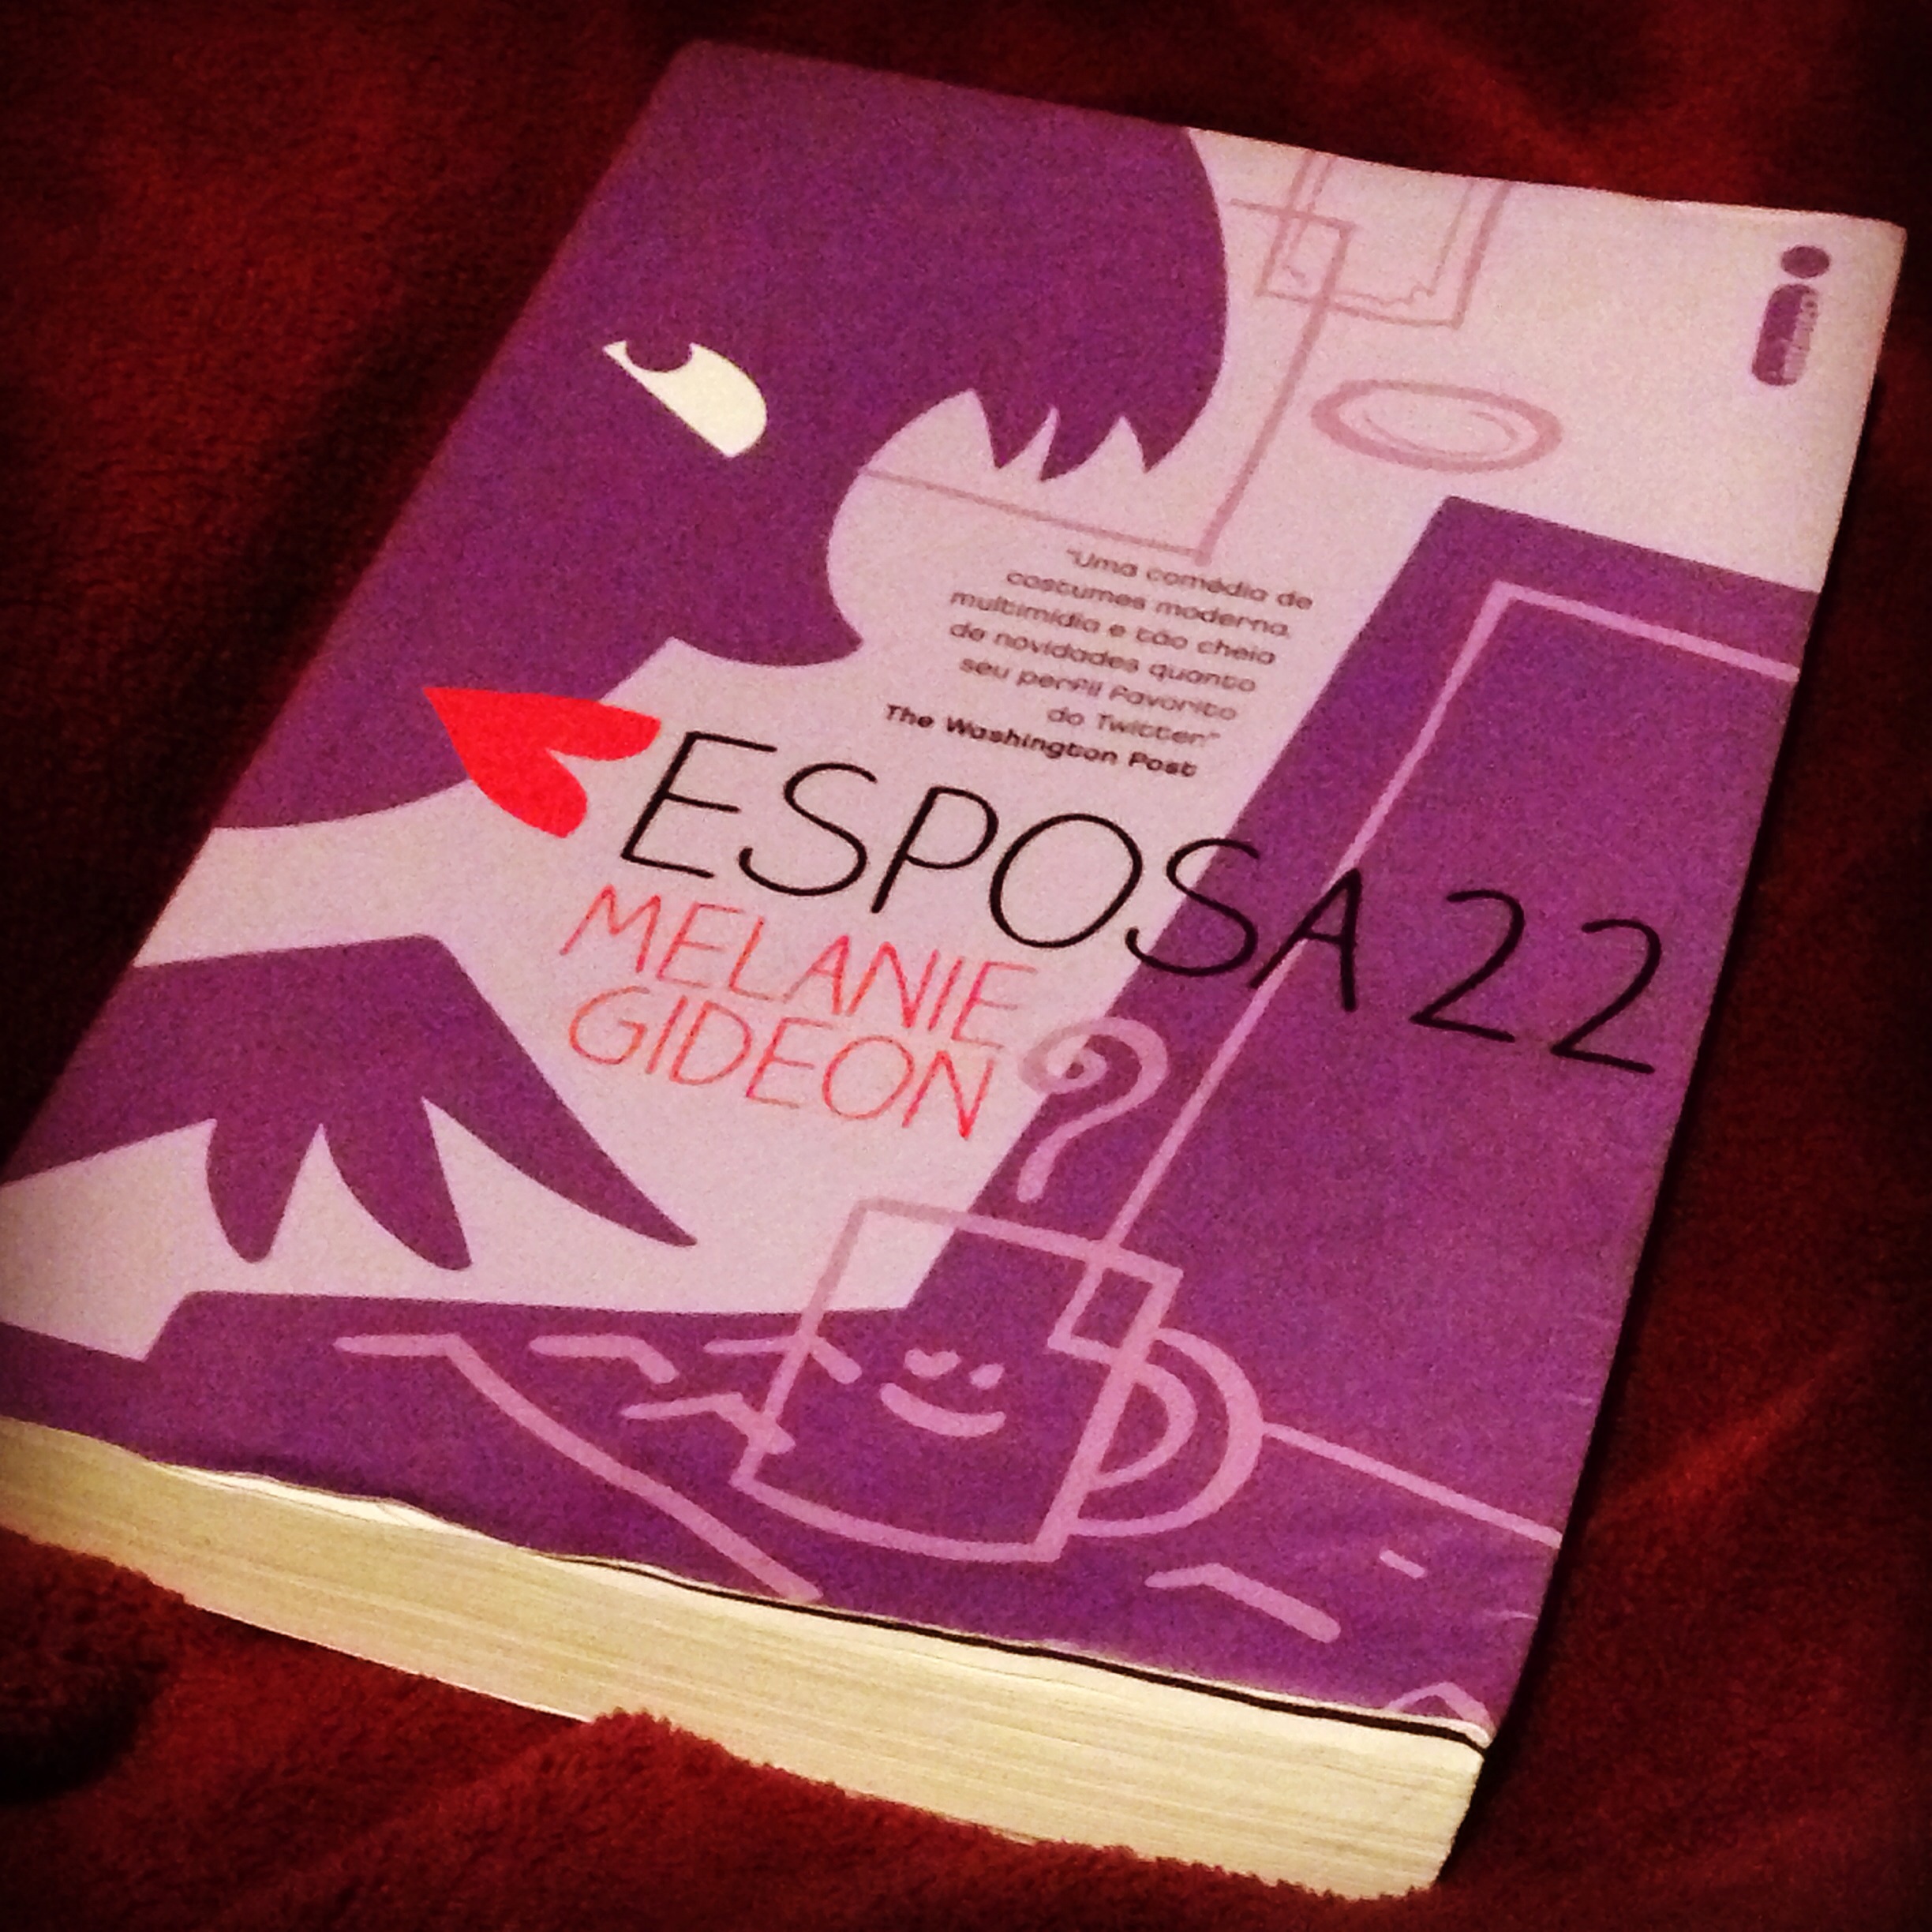 "Uma comédia de
costumes moderna,
multimídia e tão cheia
de novidades quanto
seu perfil favorito
do Twitter."
The Washington Post
ESPOSA 22
MELANIE
GIDEON